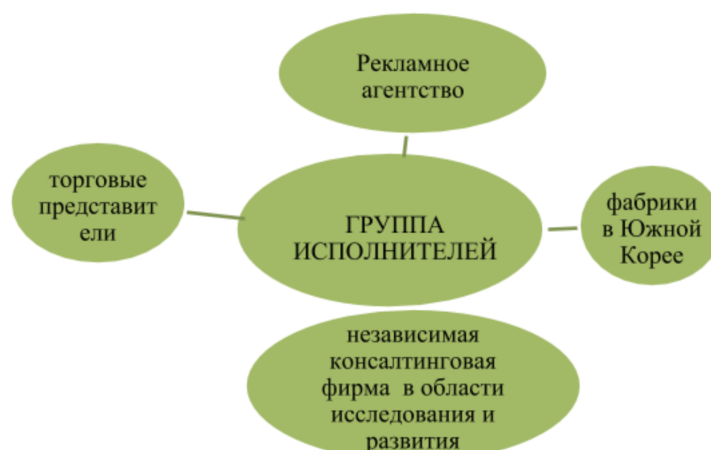 Рекламное
агентство
торговые
представит
ели
ГРУППА
ИСПОЛНИТЕЛЕЙ
фабрики
в Южной
Корее
независимая
консалтинговая
фирма в области
исследования и
развития